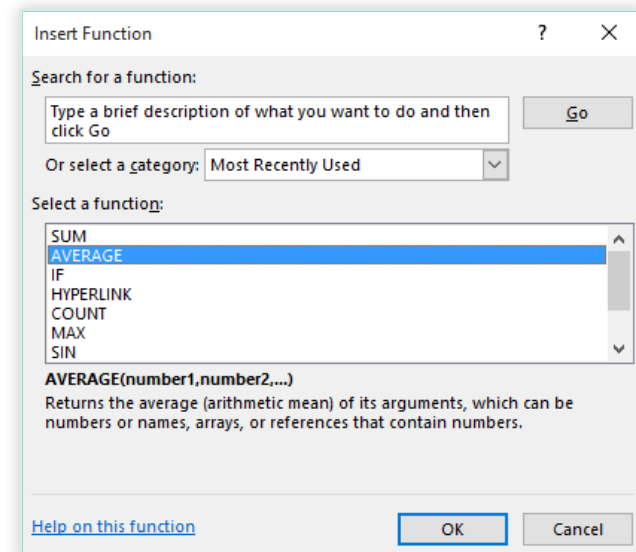 Insert Function ?
Search for a function:
Type a brief description of what you want to do and then
click Go
Go
Or select a category: Most Recently Used
Select a function:
SUM
AVERAGE
IF
HYPERLINK
COUNT
MAX
SIN
AVERAGE(number1,number2,...)
Returns the average (arithmetic mean) of its arguments, which can be
numbers or names, arrays, or references that contain numbers.
Help on this function OK Cancel